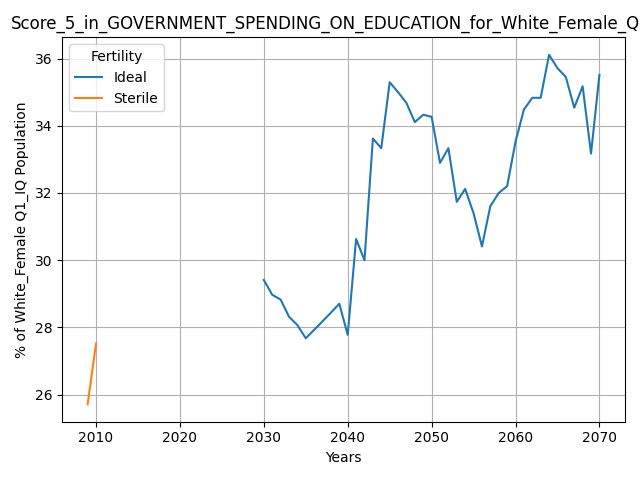 Score_5_in_GOVERNMENT_SPENDING_ON_EDUCATION_for_White_Female_Q
Fertility
Ideal
Sterile
% of White_Female Q1_IQ Population
36
34
32
30
28
26
2010
2020
2030
2040
2050
2060
2070
Years